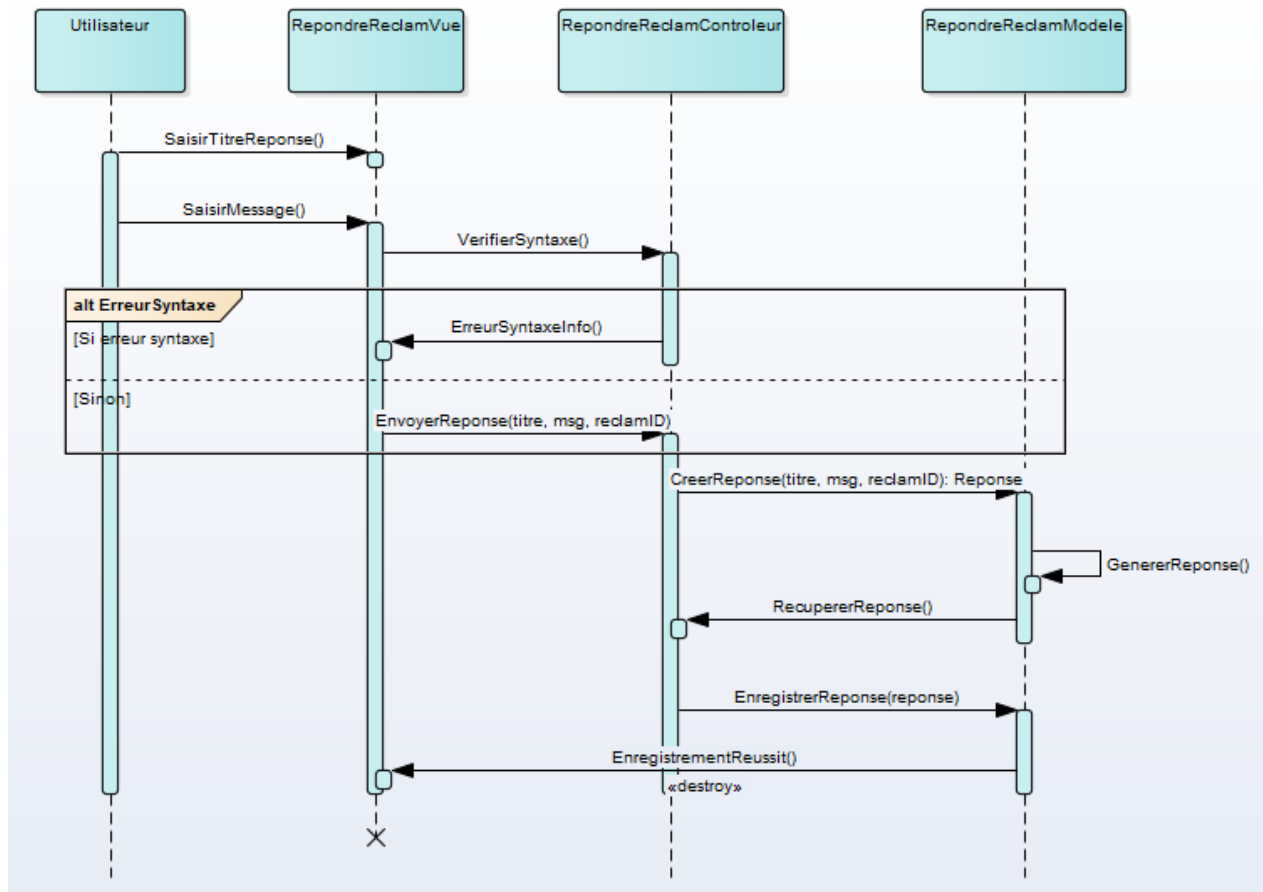 Utilisateur
RepondreReclamVue
RepondreReclamControleur
RepondreReclamModele
SaisirTitreReponse()
SaisirMessage()
VerifierSyntaxe()
alt ErreurSyntaxe
[Si erreur syntaxe]
ErreurSyntaxeInfo()
[Sinon]
EnvoyerReponse(titre, msg, reclamID)
CreerReponse(titre, msg, reclamID): Reponse
GenererReponse()
RecupererReponse()
EnregistrerReponse(reponse)
EnregistrementReussit()
«destroy»